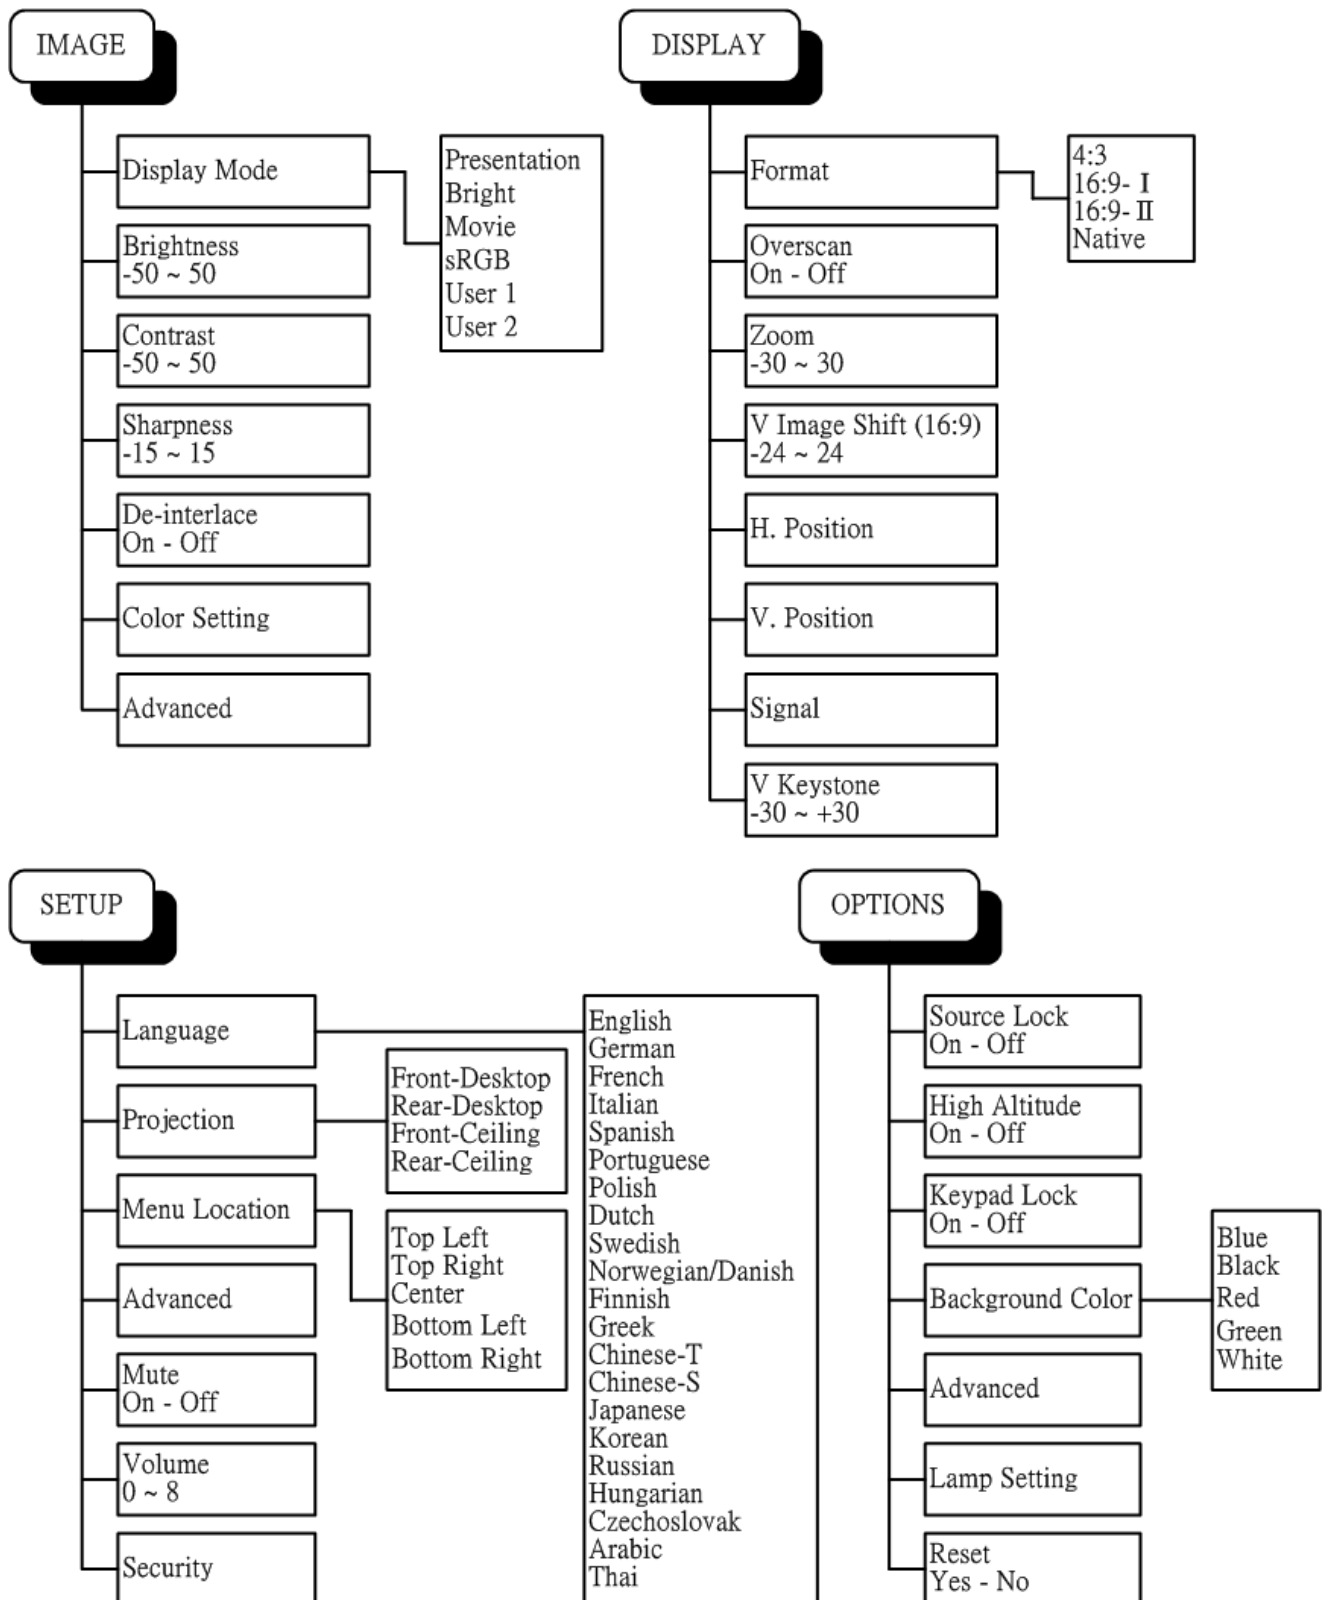 IMAGE
Display Mode
Presentation
Bright
Movie
sRGB
User 1
User 2
Brightness
-50 ~ 50
Contrast
-50 ~ 50
Sharpness
-15 ~ 15
De-interlace
On - Off
Color Setting
Advanced
DISPLAY
Format
4:3
16:9- Ⅰ
16:9- Ⅱ
Native
Overscan
On - Off
Zoom
-30 ~ 30
V Image Shift (16:9)
-24 ~ 24
H. Position
V. Position
Signal
V Keystone
-30 ~ +30
SETUP
Language
English
German
French
Italian
Spanish
Portuguese
Polish
Dutch
Swedish
Norwegian/Danish
Finnish
Greek
Chinese-T
Chinese-S
Japanese
Korean
Russian
Hungarian
Czechoslovak
Arabic
Thai
Projection
Front-Desktop
Rear-Desktop
Front-Ceiling
Rear-Ceiling
Menu Location
Top Left
Top Right
Center
Bottom Left
Bottom Right
Advanced
Mute
On - Off
Volume
0 ~ 8
Security
OPTIONS
Source Lock
On - Off
High Altitude
On - Off
Keypad Lock
On - Off
Background Color
Blue
Black
Red
Green
White
Advanced
Lamp Setting
Reset
Yes - No